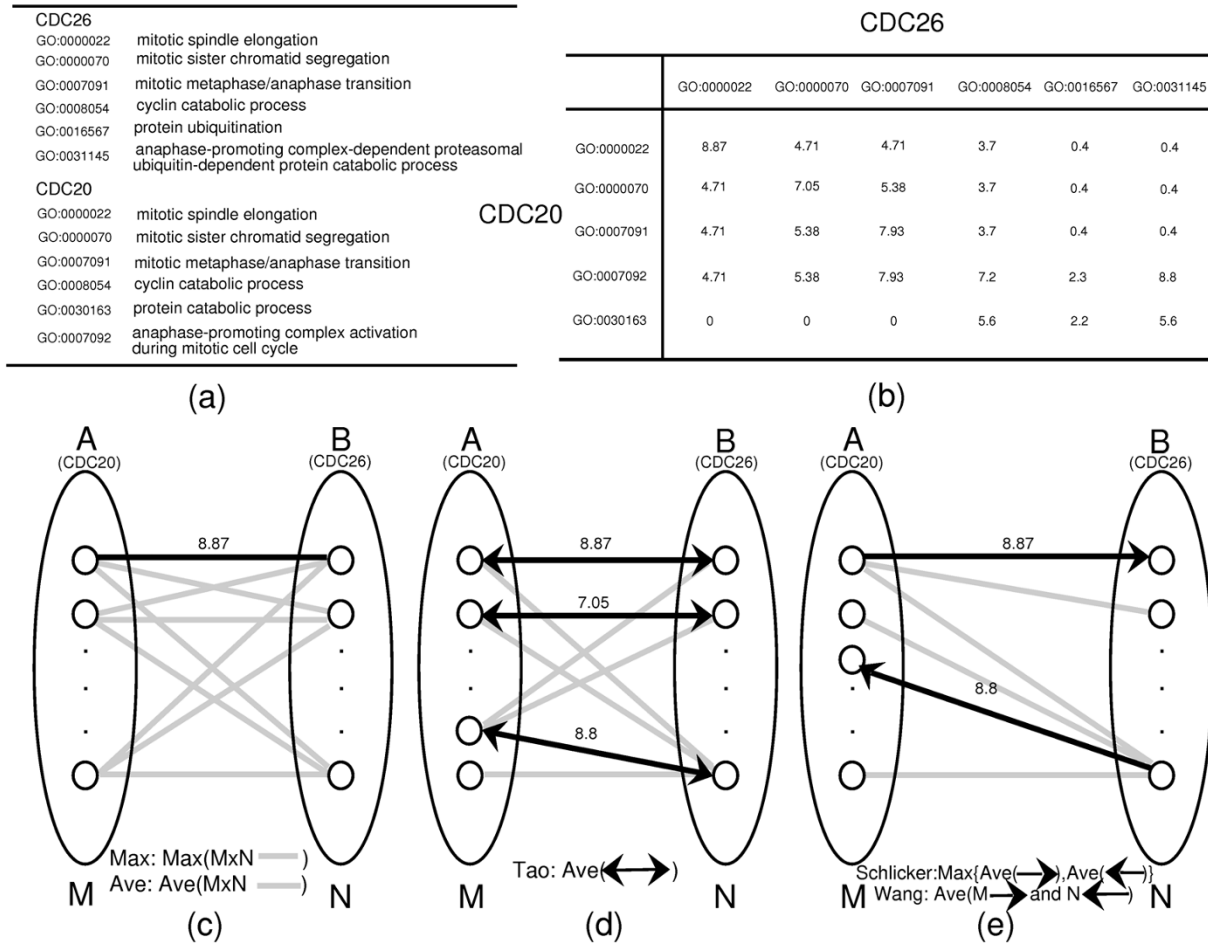 CDC26
GO:0000022 mitotic spindle elongation
GO:0000070 mitotic sister chromatid segregation
GO:0007091 mitotic metaphase/anaphase transition
GO:0008054 cyclin catabolic process
GO:0016567 protein ubiquitination
GO:0031145 anaphase-promoting complex-dependent proteasomal
ubiquitin-dependent protein catabolic process
CDC20
GO:0000022 mitotic spindle elongation
GO:0000070 mitotic sister chromatid segregation
GO:0007091 mitotic metaphase/anaphase transition
GO:0008054 cyclin catabolic process
GO:0030163 protein catabolic process
GO:0007092 anaphase-promoting complex activation
during mitotic cell cycle
(a)
CDC26
GO:0000022 GO:0000070 GO:0007091 GO:0008054 GO:0016567 GO:0031145
CDC20
GO:0000022 8.87 4.71 4.71 3.7 0.4 0.4
GO:0000070 4.71 7.05 5.38 3.7 0.4 0.4
GO:0007091 4.71 5.38 7.93 3.7 0.4 0.4
GO:0007092 4.71 5.38 7.93 7.2 2.3 8.8
GO:0030163 0 0 0 5.6 2.2 5.6
(b)
A
(CDC20)
B
(CDC26)
8.87
.
.
.
.
.
.
Max: Max(MxN )
Ave: Ave(MxN )
M N
(c)
A
(CDC20)
B
(CDC26)
8.87
7.05
.
.
.
.
.
8.8
Tao: Ave( )
M N
(d)
A
(CDC20)
B
(CDC26)
8.87
.
.
.
.
.
8.8
Schlicker:Max{Ave( ),Ave( )}
Wang: Ave(M and N )
M N
(e)